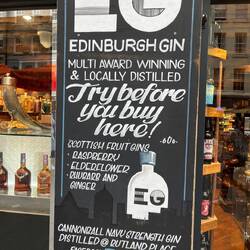 EG
EDINBURGH GIN
MULTI AWARD WINNING
& LOCALLY DISTILLED
Try before
you buy
here!
SCOTTISH FRUIT GINS
• RASPBERRY
• ELDERFLOWER
• RHUBARB AND
GINGER
EG
CANNONBALL NAVY STRENGTH GIN
DISTILLED @ RUTLAND PLACE